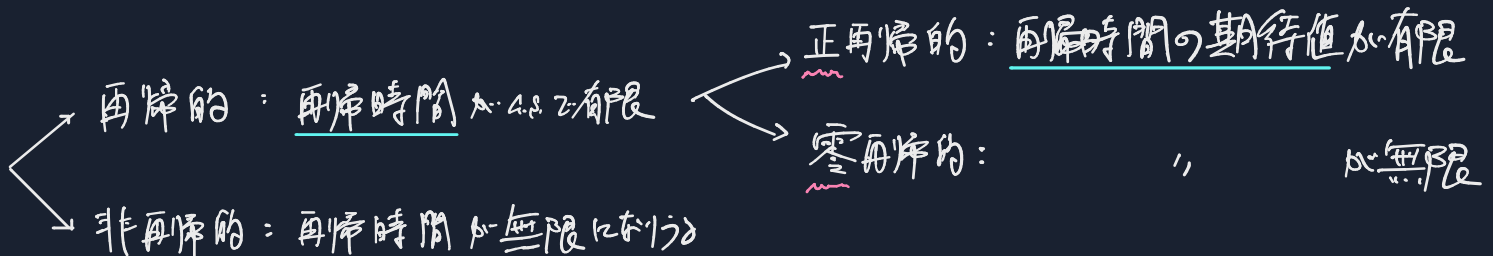 正再帰的：再帰時間の期待値が有限
再帰的：再帰時間が a.s. で有限
零再帰的：〃が無限
非再帰的：再帰時間が無限になりうる